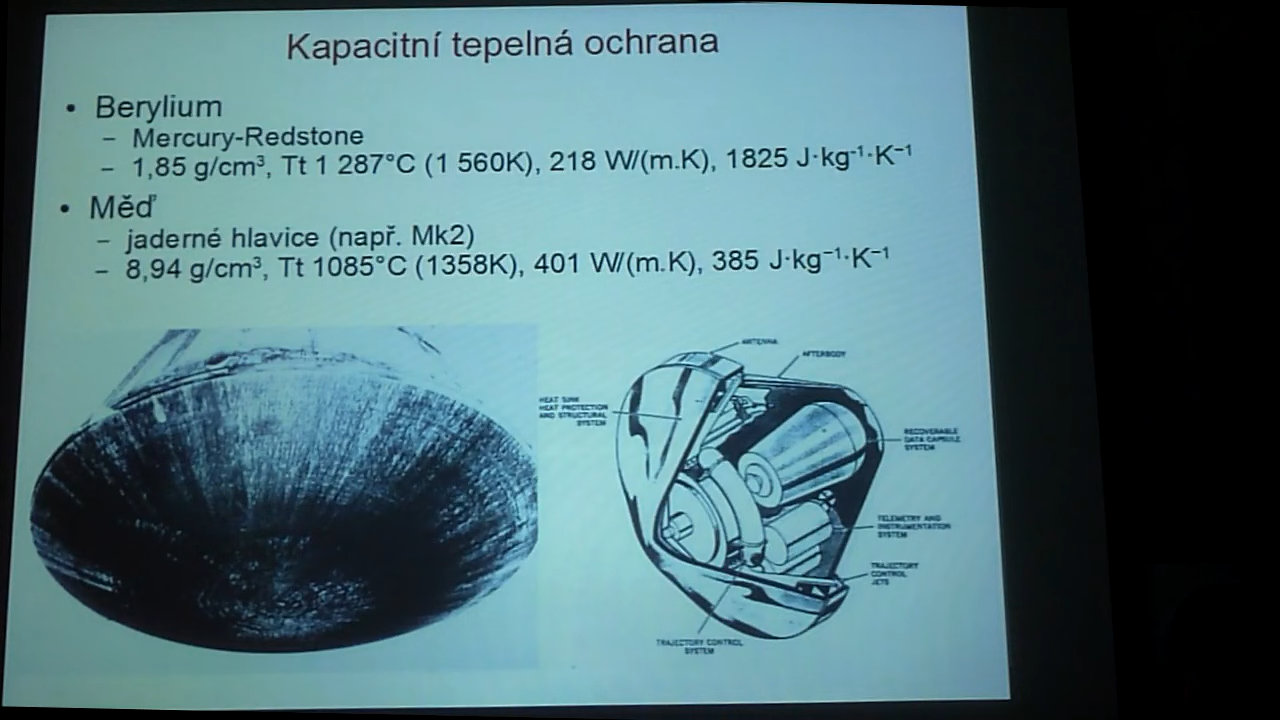 Kapacitní tepelná ochrana
• Berylium
– Mercury-Redstone
– 1,85 g/cm³, Tt 1 287°C (1 560K), 218 W/(m.K), 1825 J·kg⁻¹·K⁻¹
• Měď
– jaderné hlavice (např. Mk2)
– 8,94 g/cm³, Tt 1085°C (1358K), 401 W/(m.K), 385 J·kg⁻¹·K⁻¹
ANTENNA
AFTERBODY
HEAT SINK
HEAT PROTECTION
AND STRUCTURAL
SYSTEM
RECOVERABLE
DATA CAPSULE
SYSTEM
TELEMETRY AND
INSTRUMENTATION
SYSTEM
TRAJECTORY
CONTROL
JETS
TRAJECTORY CONTROL
SYSTEM